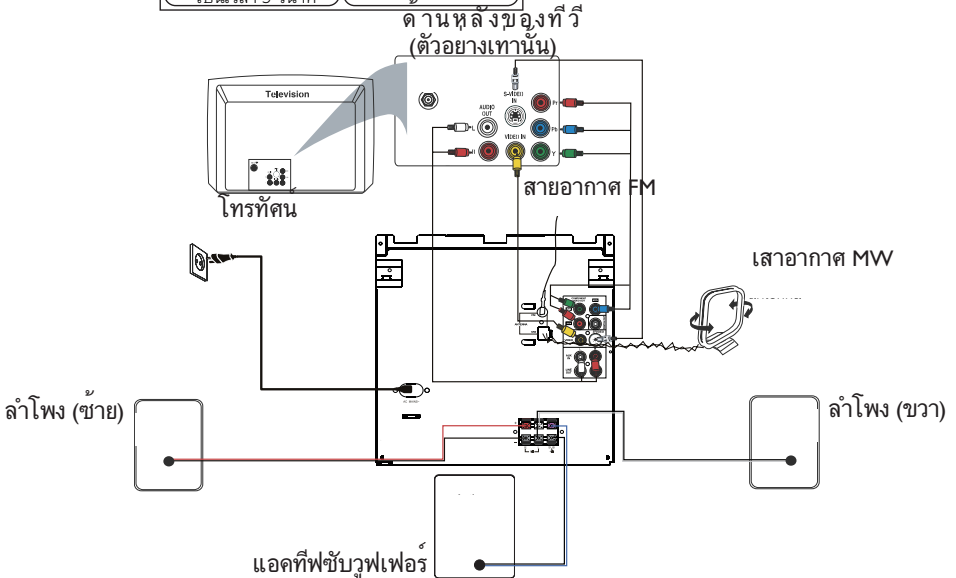 ด้านหลังของทีวี
(ตัวอย่างเท่านั้น)
Television
AUDIO
OUT
S-VIDEO
IN
Pr
L
Pb
VIDEO IN
R
Y
สายอากาศ FM
โทรทัศน
เสาอากาศ MW
ลำโพง (ซ้าย)
ลำโพง (ขวา)
แอคทีฟซับวูฟเฟอร์